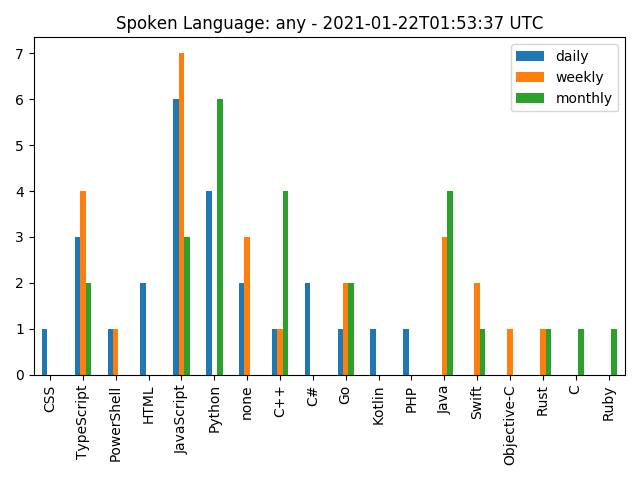 Spoken Language: any - 2021-01-22T01:53:37 UTC
daily
weekly
monthly
7
6
5
4
3
2
1
0
CSS
TypeScript
PowerShell
HTML
JavaScript
Python
none
C++
C#
Go
Kotlin
PHP
Java
Swift
Objective-C
Rust
C
Ruby